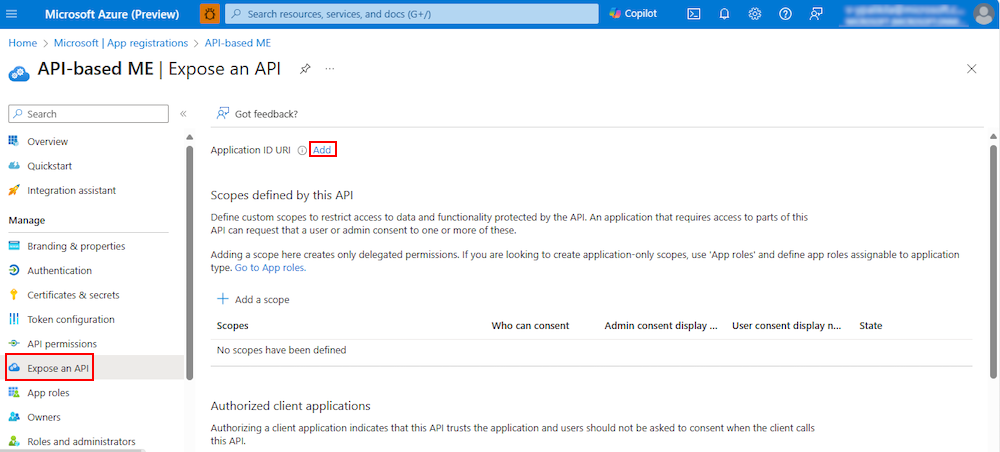 Microsoft Azure (Preview)
Search resources, services, and docs (G+/)
Copilot
Home > Microsoft | App registrations > API-based ME
API-based ME | Expose an API
Search
Overview
Quickstart
Integration assistant
Manage
Branding & properties
Authentication
Certificates & secrets
Token configuration
API permissions
Expose an API
App roles
Owners
Roles and administrators
Got feedback?
Application ID URI Add
Scopes defined by this API
Define custom scopes to restrict access to data and functionality protected by the API. An application that requires access to parts of this
API can request that a user or admin consent to one or more of these.
Adding a scope here creates only delegated permissions. If you are looking to create application-only scopes, use 'App roles' and define app roles assignable to application
type. Go to App roles.
Add a scope
Scopes Who can consent Admin consent display ... User consent display n... State
No scopes have been defined
Authorized client applications
Authorizing a client application indicates that this API trusts the application and users should not be asked to consent when the client calls
this API.